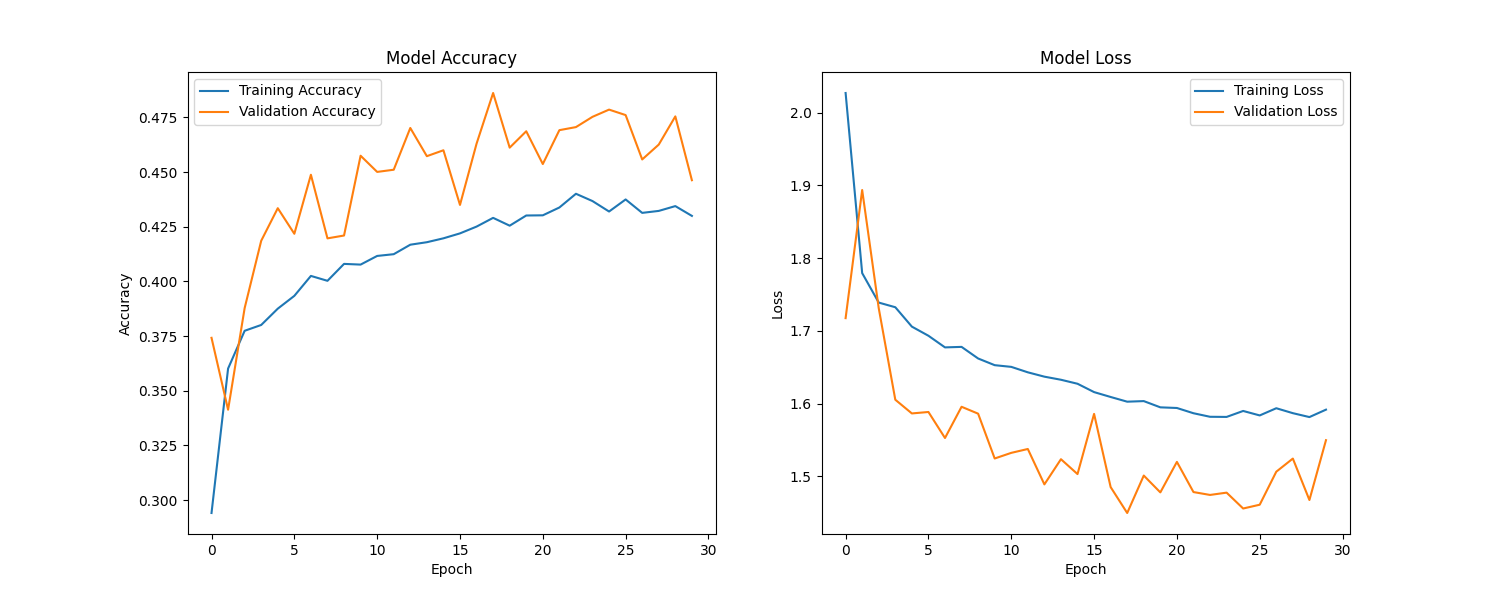 Model Accuracy
Training Accuracy
Validation Accuracy
0.475
0.450
0.425
0.400
0.375
0.350
0.325
0.300
Accuracy
0 5 10 15 20 25 30
Epoch
Model Loss
Training Loss
Validation Loss
2.0
1.9
1.8
1.7
1.6
1.5
Loss
0 5 10 15 20 25 30
Epoch